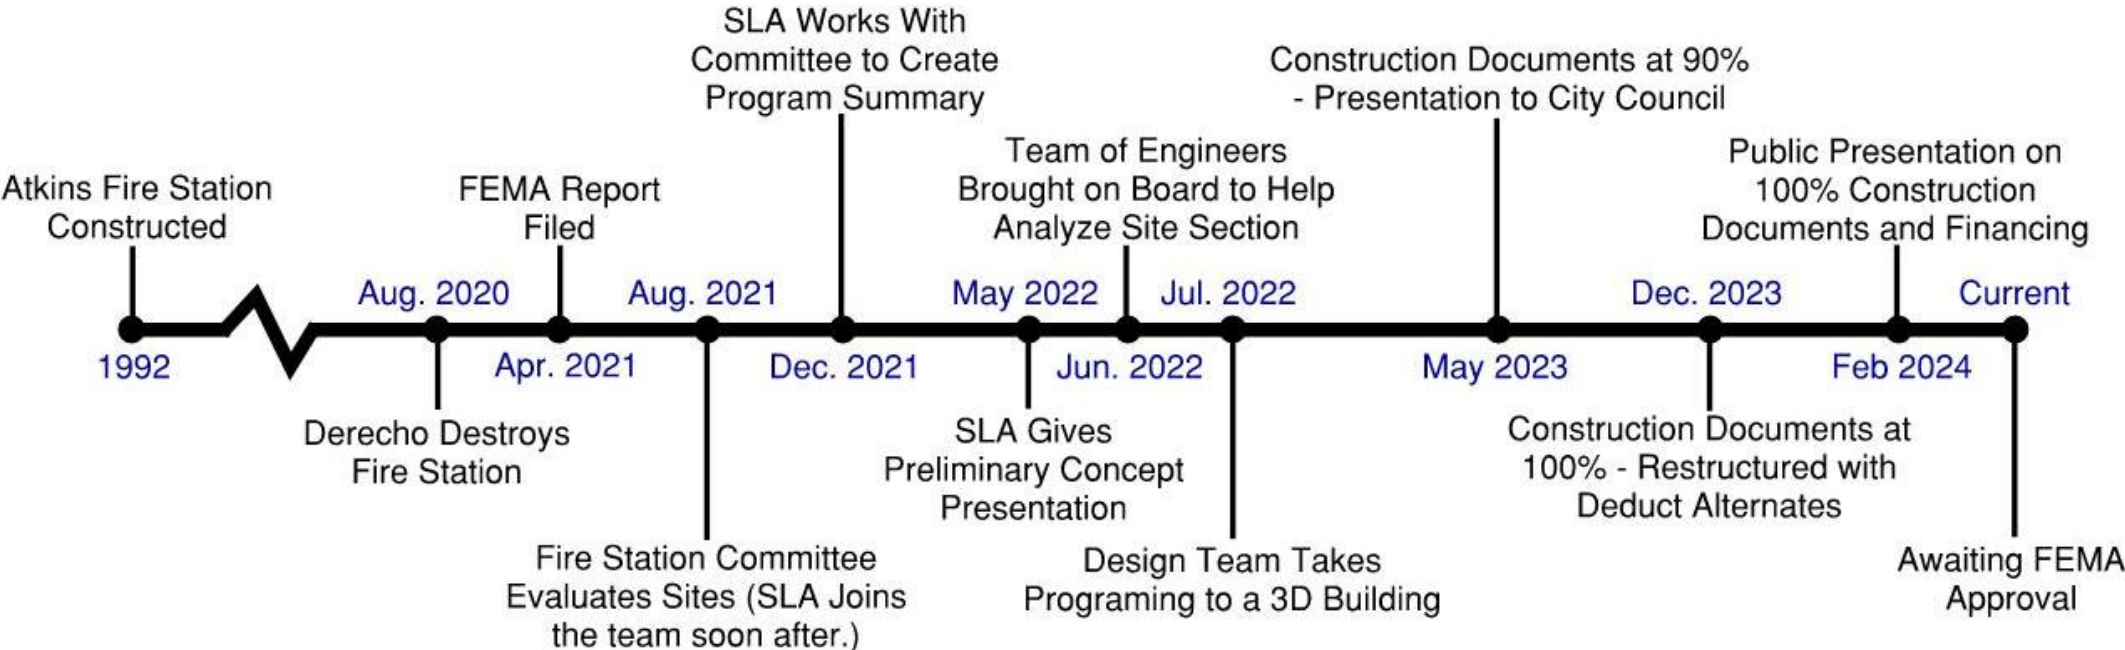 Atkins Fire Station
Constructed
1992
Aug. 2020
Derecho Destroys
Fire Station
FEMA Report
Filed
Apr. 2021
Aug. 2021
Fire Station Committee
Evaluates Sites (SLA Joins
the team soon after.)
SLA Works With
Committee to Create
Program Summary
Dec. 2021
May 2022
SLA Gives
Preliminary Concept
Presentation
Team of Engineers
Brought on Board to Help
Analyze Site Section
Jun. 2022
Jul. 2022
Design Team Takes
Programing to a 3D Building
Construction Documents at 90%
- Presentation to City Council
May 2023
Dec. 2023
Construction Documents at
100% - Restructured with
Deduct Alternates
Public Presentation on
100% Construction
Documents and Financing
Feb 2024
Current
Awaiting FEMA
Approval